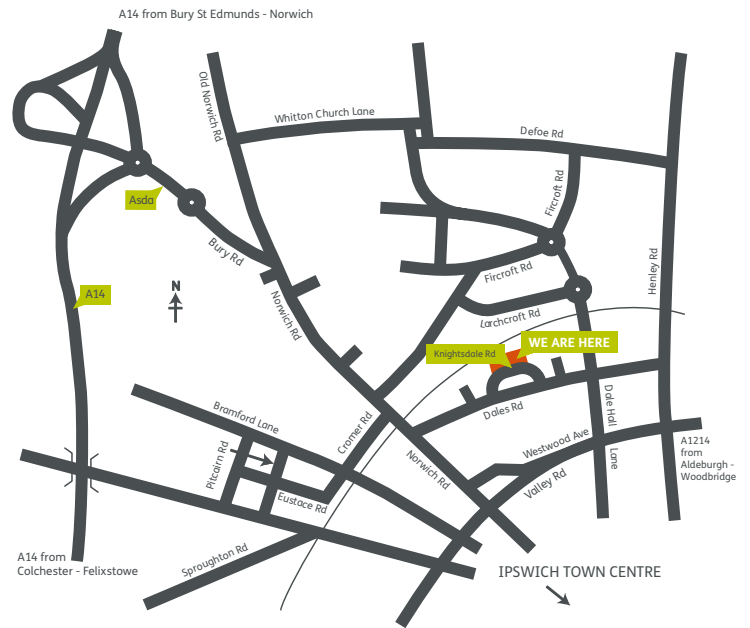 A14 from Bury St Edmunds - Norwich
Old Norwich Rd
Whitton Church Lane
Defoe Rd
Asda
Fircroft Rd
Bury Rd
Henley Rd
Fircroft Rd
A14
N
Norwich Rd
Larchcroft Rd
WE ARE HERE
Knightsdale Rd
Dales Rd
Dale Hall
Lane
Bramford Lane
Cromer Rd
Pitcairn Rd
Norwich Rd
Westwood Ave
Valley Rd
A1214
from
Aldeburgh -
Woodbridge
Eustace Rd
Sproughton Rd
A14 from
Colchester - Felixstowe
IPSWICH TOWN CENTRE